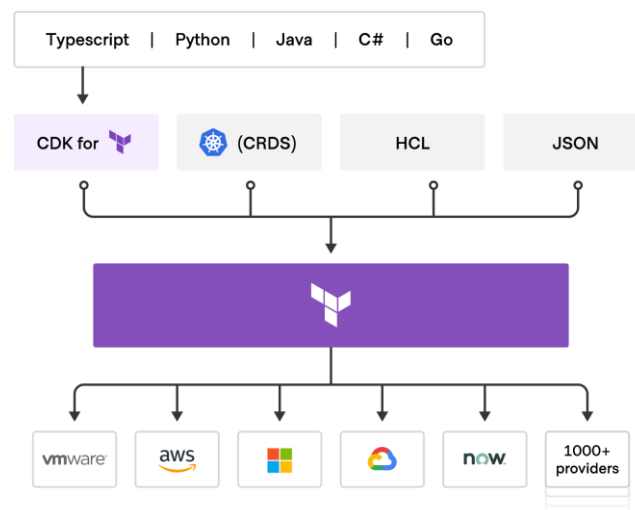 Typescript | Python | Java | C# | Go
CDK for
(CRDS)
HCL
JSON
vmware
aws
now
1000+
providers